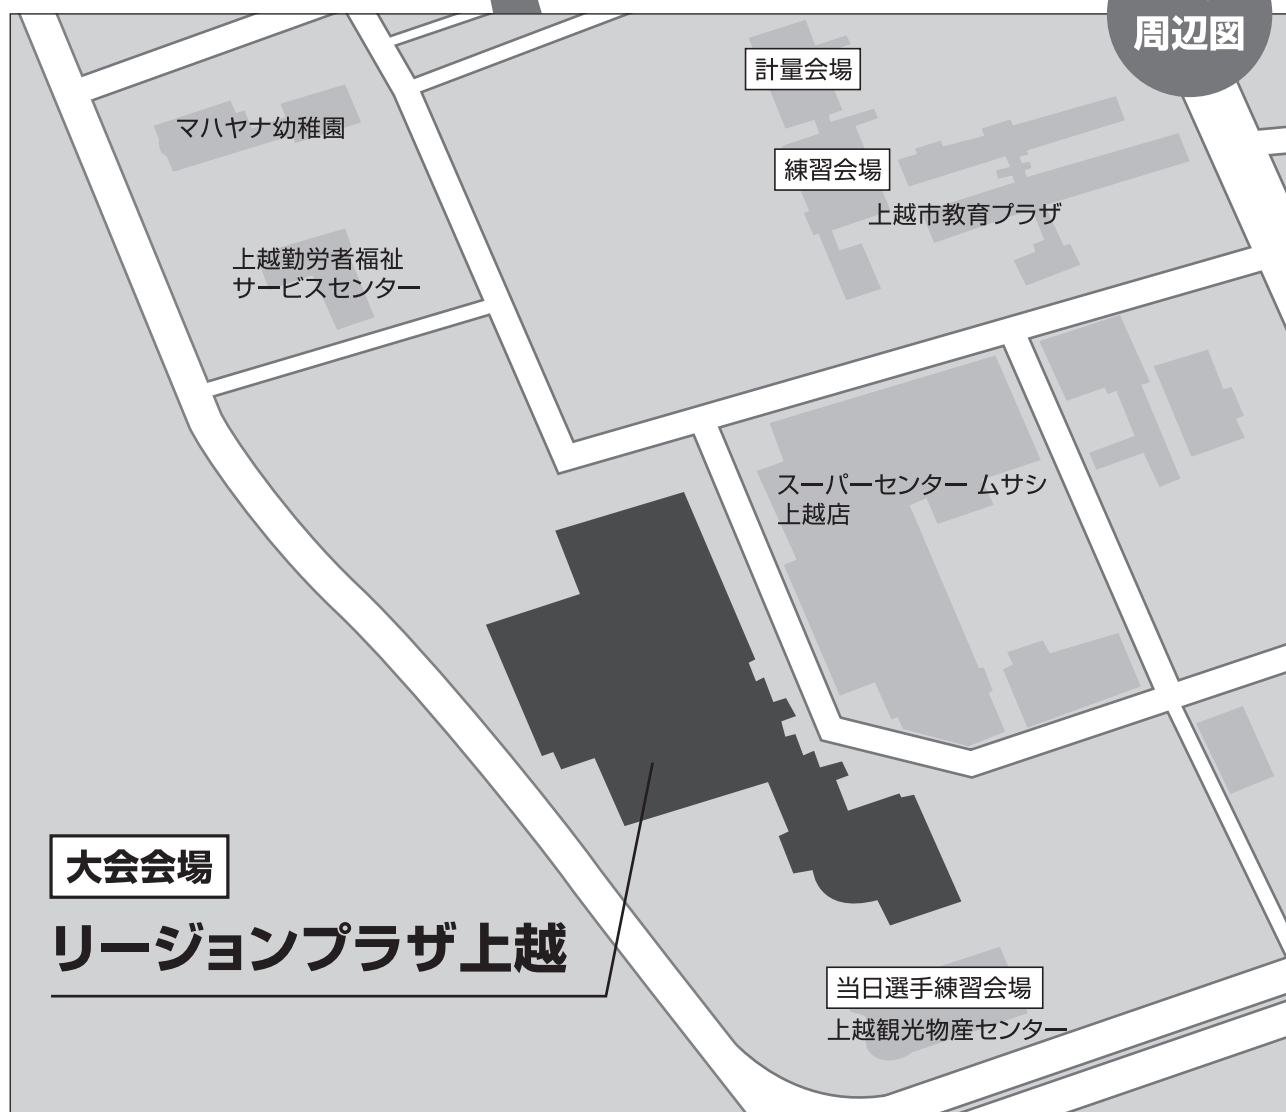 周辺図
計量会場
マハヤナ幼稚園
練習会場
上越市教育プラザ
上越勤労者福祉
サービスセンター
スーパーセンター ムサシ
上越店
大会会場
リージョンプラザ上越
当日選手練習会場
上越観光物産センター